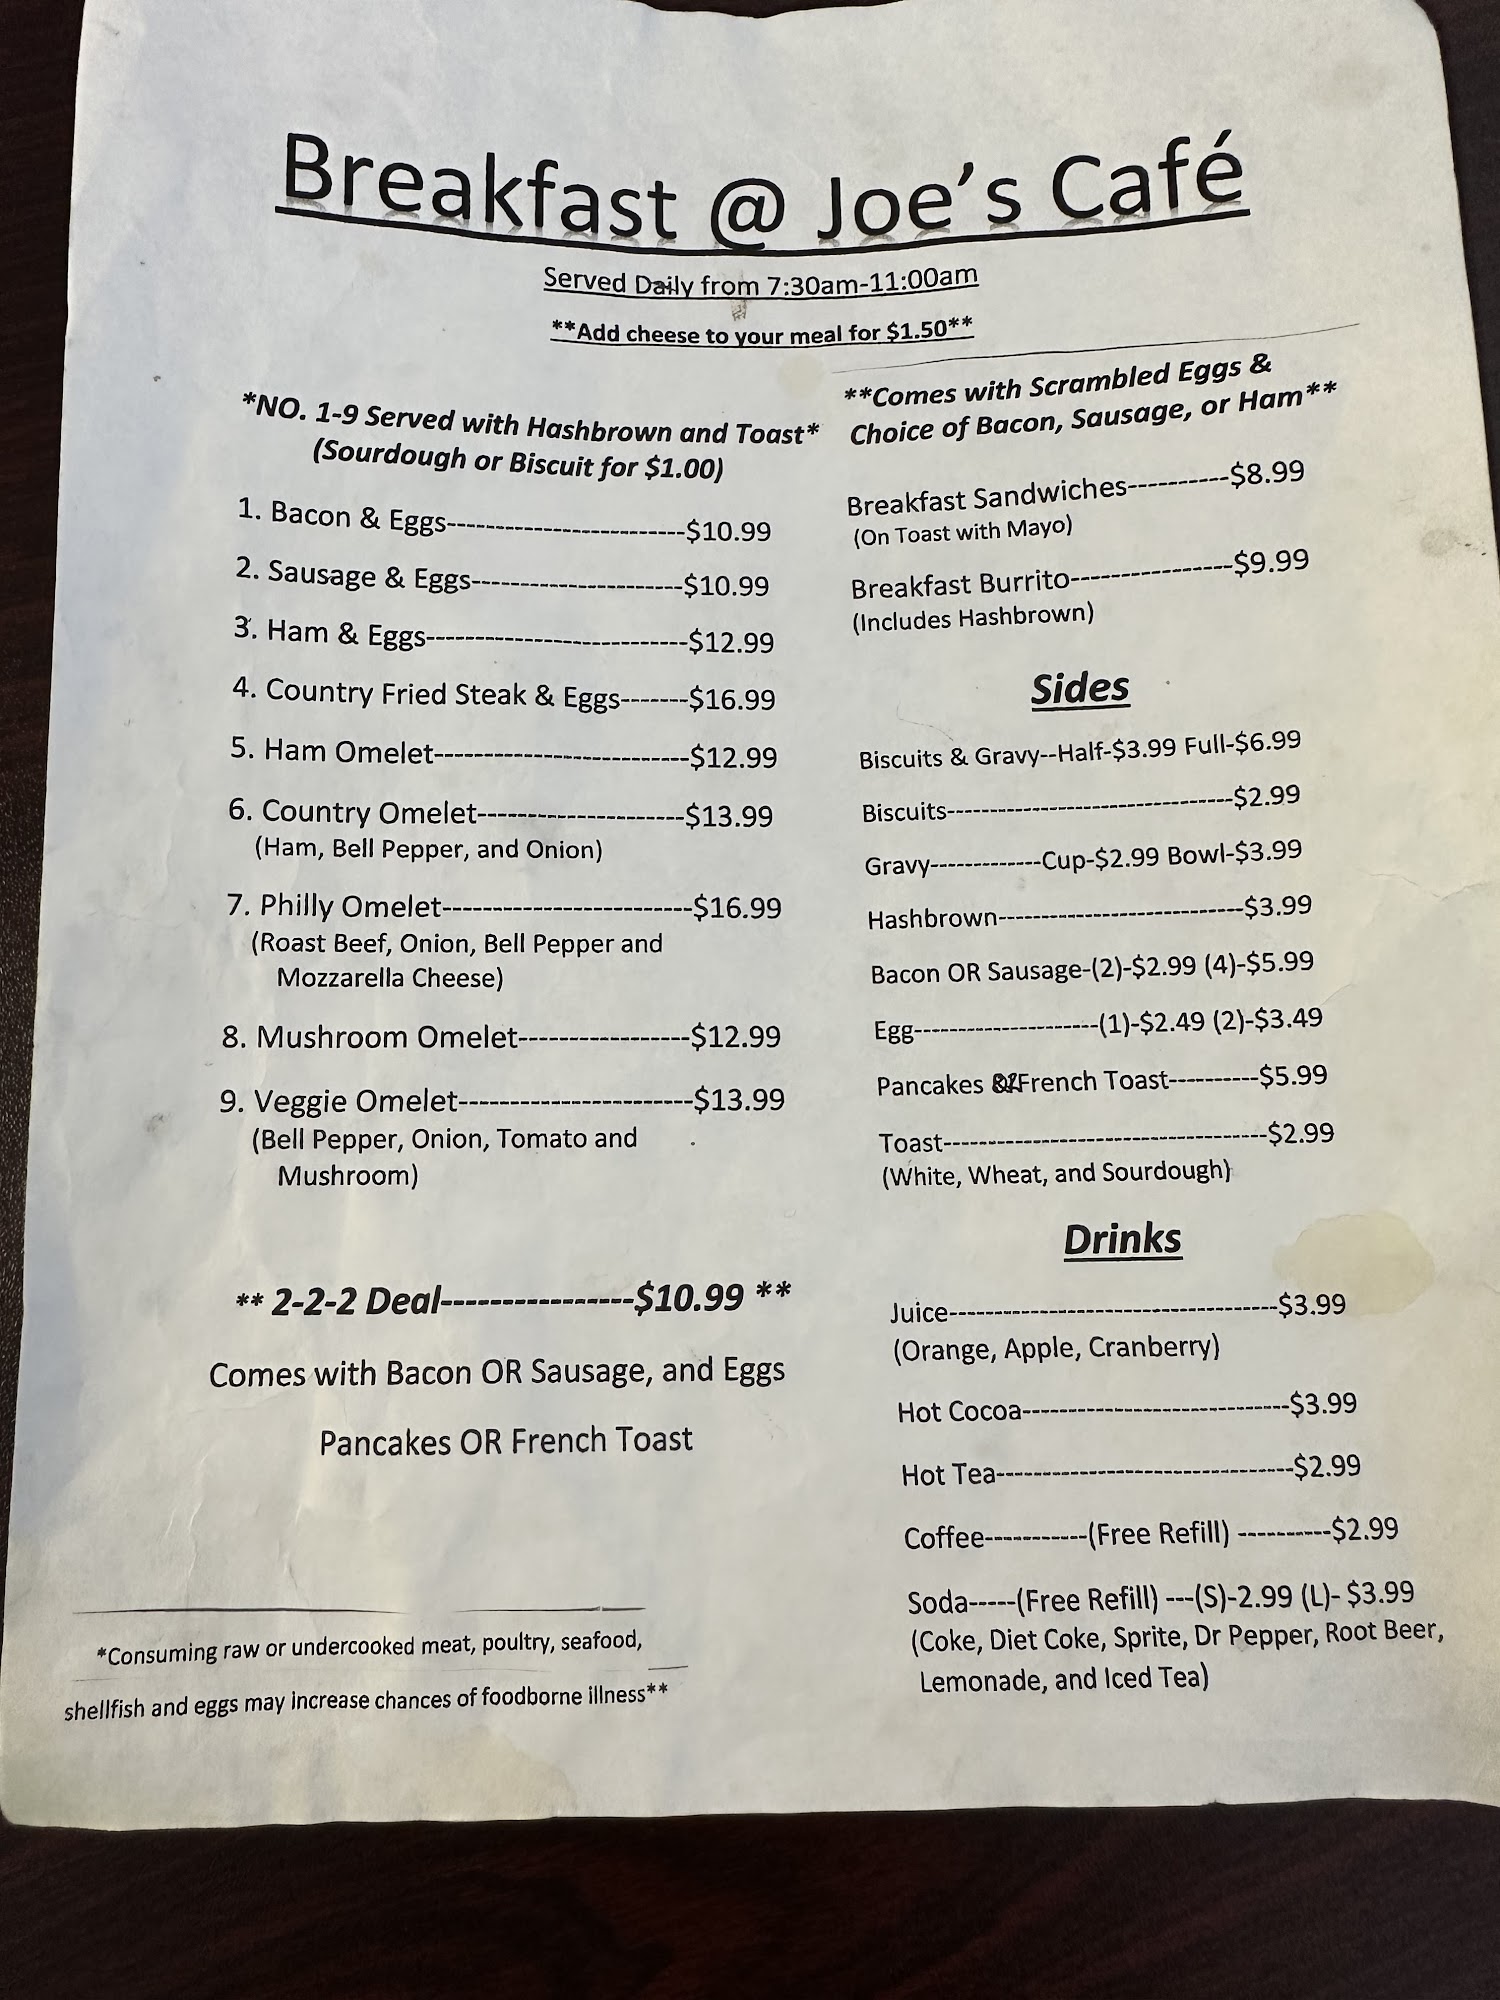 Breakfast @ Joe's Café
Served Daily from 7:30am-11:00am
**Add cheese to your meal for $1.50**
*NO. 1-9 Served with Hashbrown and Toast*
(Sourdough or Biscuit for $1.00)
1. Bacon & Eggs------------------------$10.99
2. Sausage & Eggs---------------------$10.99
3. Ham & Eggs--------------------------$12.99
4. Country Fried Steak & Eggs-------$16.99
5. Ham Omelet-------------------------$12.99
6. Country Omelet--------------------$13.99
(Ham, Bell Pepper, and Onion)
7. Philly Omelet------------------------$16.99
(Roast Beef, Onion, Bell Pepper and
Mozzarella Cheese)
8. Mushroom Omelet-----------------$12.99
9. Veggie Omelet-----------------------$13.99
(Bell Pepper, Onion, Tomato and
Mushroom)
** 2-2-2 Deal----------------$10.99 **
Comes with Bacon OR Sausage, and Eggs
Pancakes OR French Toast
*Consuming raw or undercooked meat, poultry, seafood,
shellfish and eggs may increase chances of foodborne illness**
**Comes with Scrambled Eggs &
Choice of Bacon, Sausage, or Ham**
Breakfast Sandwiches----------$8.99
(On Toast with Mayo)
Breakfast Burrito----------------$9.99
(Includes Hashbrown)
Sides
Biscuits & Gravy--Half-$3.99 Full-$6.99
Biscuits--------------------------------$2.99
Gravy------------Cup-$2.99 Bowl-$3.99
Hashbrown---------------------------$3.99
Bacon OR Sausage-(2)-$2.99 (4)-$5.99
Egg--------------------(1)-$2.49 (2)-$3.49
Pancakes French Toast----------$5.99
Toast------------------------------------$2.99
(White, Wheat, and Sourdough)
Drinks
Juice------------------------------------$3.99
(Orange, Apple, Cranberry)
Hot Cocoa-----------------------------$3.99
Hot Tea--------------------------------$2.99
Coffee-----------(Free Refill) ----------$2.99
Soda-----(Free Refill) ---(S)-2.99 (L)- $3.99
(Coke, Diet Coke, Sprite, Dr Pepper, Root Beer,
Lemonade, and Iced Tea)